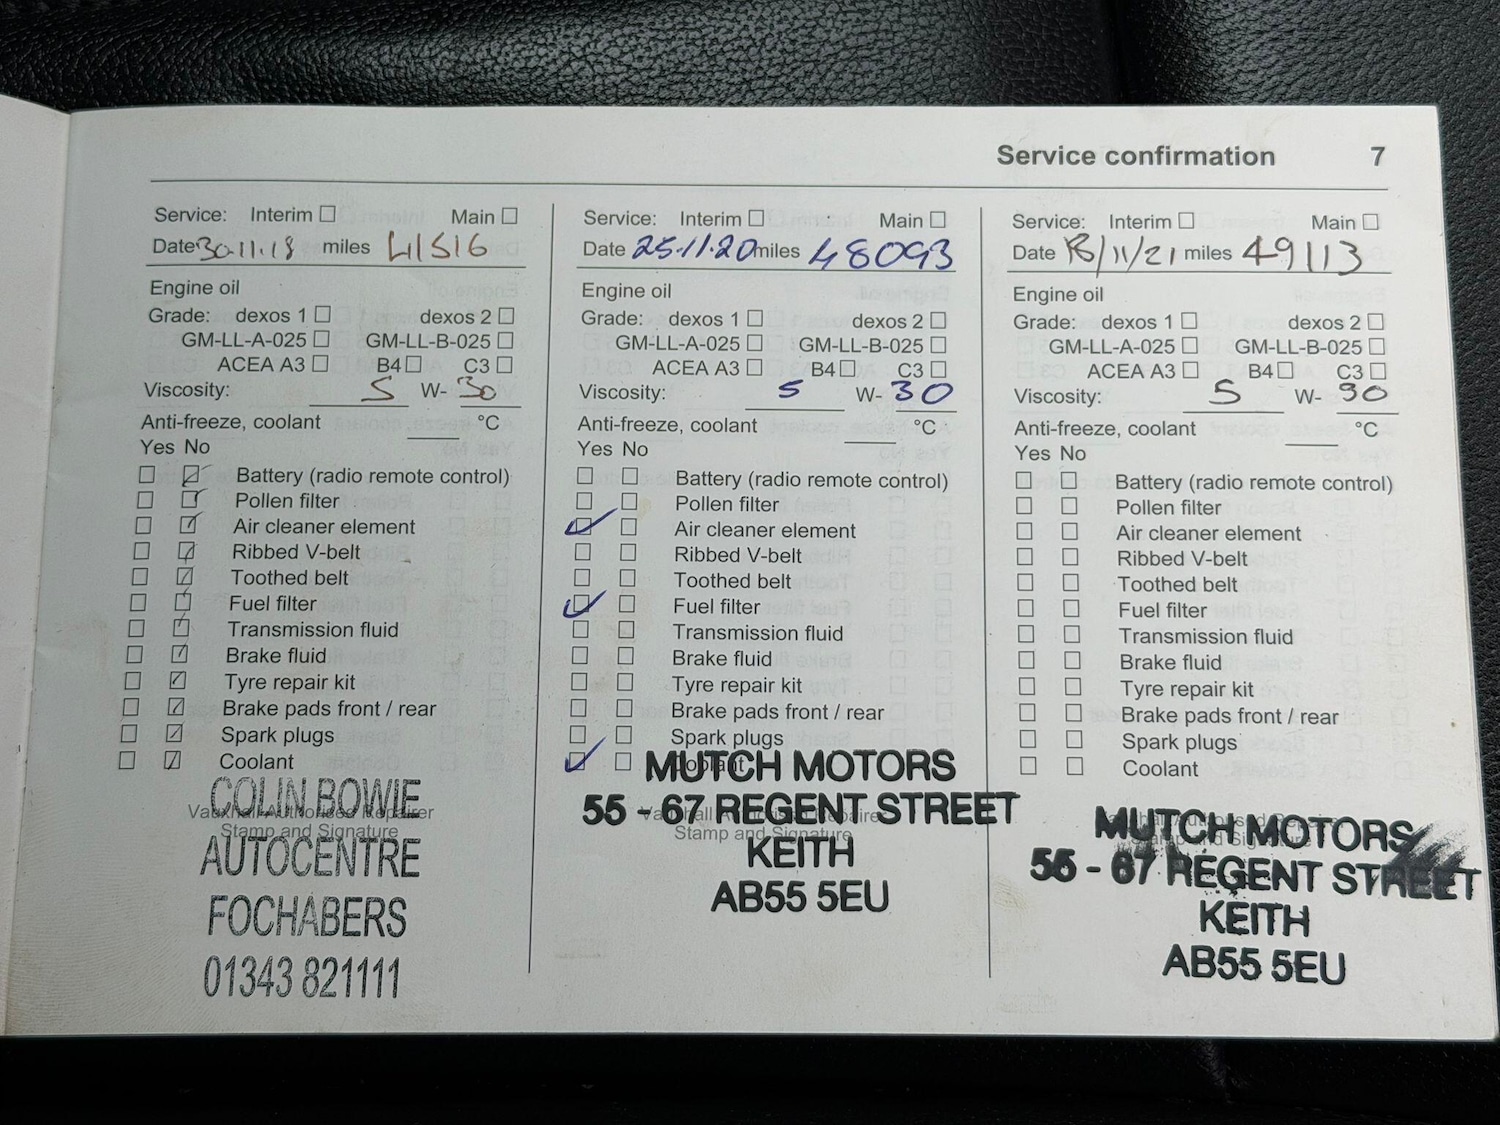 Service confirmation 7
Service: Interim Main
Date 30.11.18 miles 41516
Engine oil
Grade: dexos 1 dexos 2
GM-LL-A-025 GM-LL-B-025
ACEA A3 B4 C3
Viscosity: 5 W- 30
Anti-freeze, coolant °C
Yes No
Battery (radio remote control)
Pollen filter
Air cleaner element
Ribbed V-belt
Toothed belt
Fuel filter
Transmission fluid
Brake fluid
Tyre repair kit
Brake pads front / rear
Spark plugs
Coolant
COLIN BOWIE
Vauxhall Authorised Repairer
Stamp and Signature
AUTOCENTRE
FOCHABERS
01343 821111
Service: Interim Main
Date 25.11.20 miles 48093
Engine oil
Grade: dexos 1 dexos 2
GM-LL-A-025 GM-LL-B-025
ACEA A3 B4 C3
Viscosity: 5 W- 30
Anti-freeze, coolant °C
Yes No
Battery (radio remote control)
Pollen filter
Air cleaner element
Ribbed V-belt
Toothed belt
Fuel filter
Transmission fluid
Brake fluid
Tyre repair kit
Brake pads front / rear
Spark plugs
Coolant
MUTCH MOTORS
55 - 67 REGENT STREET
Stamp and Signature
KEITH
AB55 5EU
Service: Interim Main
Date 18/11/21 miles 49113
Engine oil
Grade: dexos 1 dexos 2
GM-LL-A-025 GM-LL-B-025
ACEA A3 B4 C3
Viscosity: 5 W- 30
Anti-freeze, coolant °C
Yes No
Battery (radio remote control)
Pollen filter
Air cleaner element
Ribbed V-belt
Toothed belt
Fuel filter
Transmission fluid
Brake fluid
Tyre repair kit
Brake pads front / rear
Spark plugs
Coolant
MUTCH MOTORS
55 - 67 REGENT STREET
KEITH
AB55 5EU